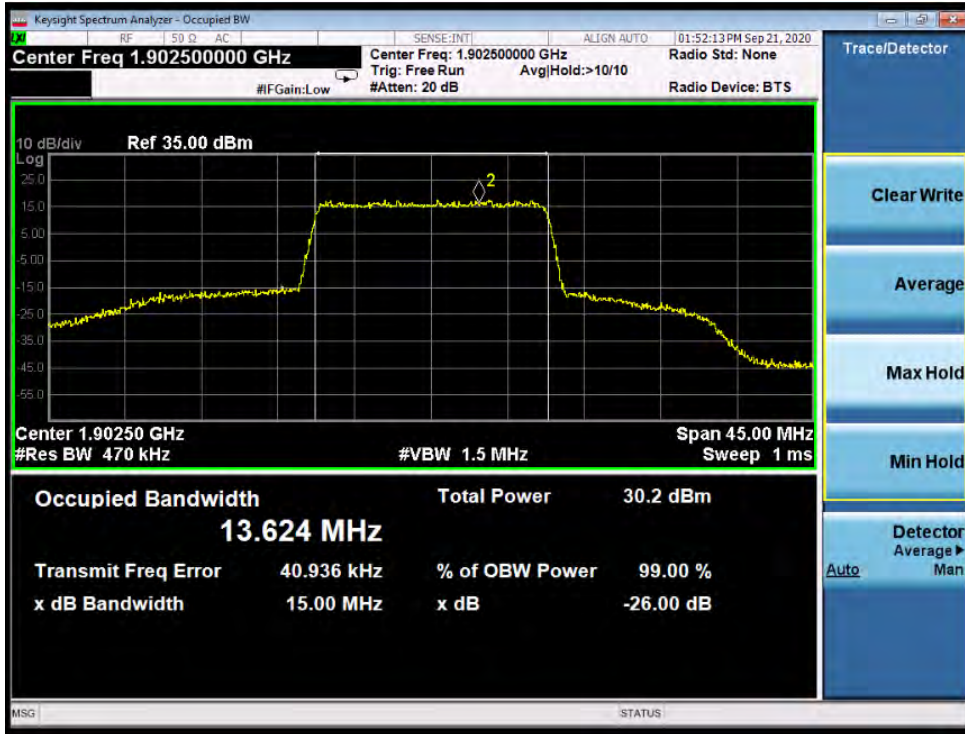 Keysight Spectrum Analyzer - Occupied BW
LXI RF 50 Ω AC SENSE:INT ALIGN AUTO 01:52:13 PM Sep 21, 2020
Center Freq 1.902500000 GHz Center Freq: 1.902500000 GHz Radio Std: None
Trig: Free Run Avg|Hold:>10/10
#IFGain:Low #Atten: 20 dB Radio Device: BTS
Trace/Detector
10 dB/div Ref 35.00 dBm
Log
25.0
2
15.0
5.00
-5.00
-15.0
-25.0
-35.0
-45.0
-55.0
Center 1.90250 GHz Span 45.00 MHz
#Res BW 470 kHz #VBW 1.5 MHz Sweep 1 ms
Clear Write
Average
Max Hold
Min Hold
Detector
Average
Auto Man
Occupied Bandwidth Total Power 30.2 dBm
13.624 MHz
Transmit Freq Error 40.936 kHz % of OBW Power 99.00 %
x dB Bandwidth 15.00 MHz x dB -26.00 dB
MSG STATUS